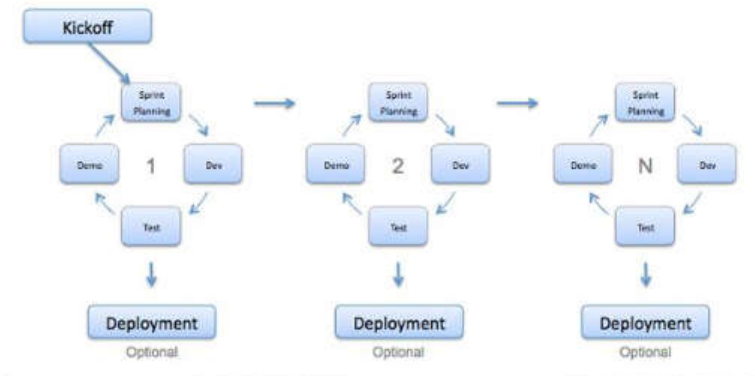 Kickoff
Sprint
Planning
Demo
1
Dev
Test
Deployment
Optional
Sprint
Planning
Demo
2
Dev
Test
Deployment
Optional
Sprint
Planning
Demo
N
Dev
Test
Deployment
Optional